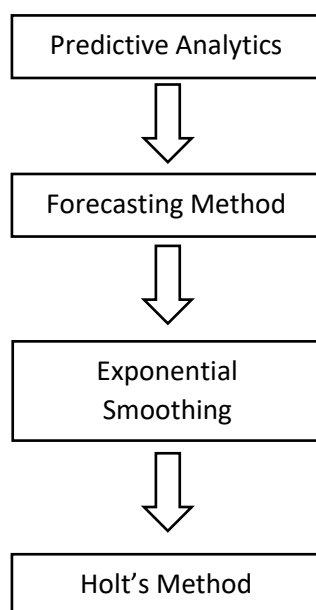 Predictive Analytics
Forecasting Method
Exponential
Smoothing
Holt’s Method